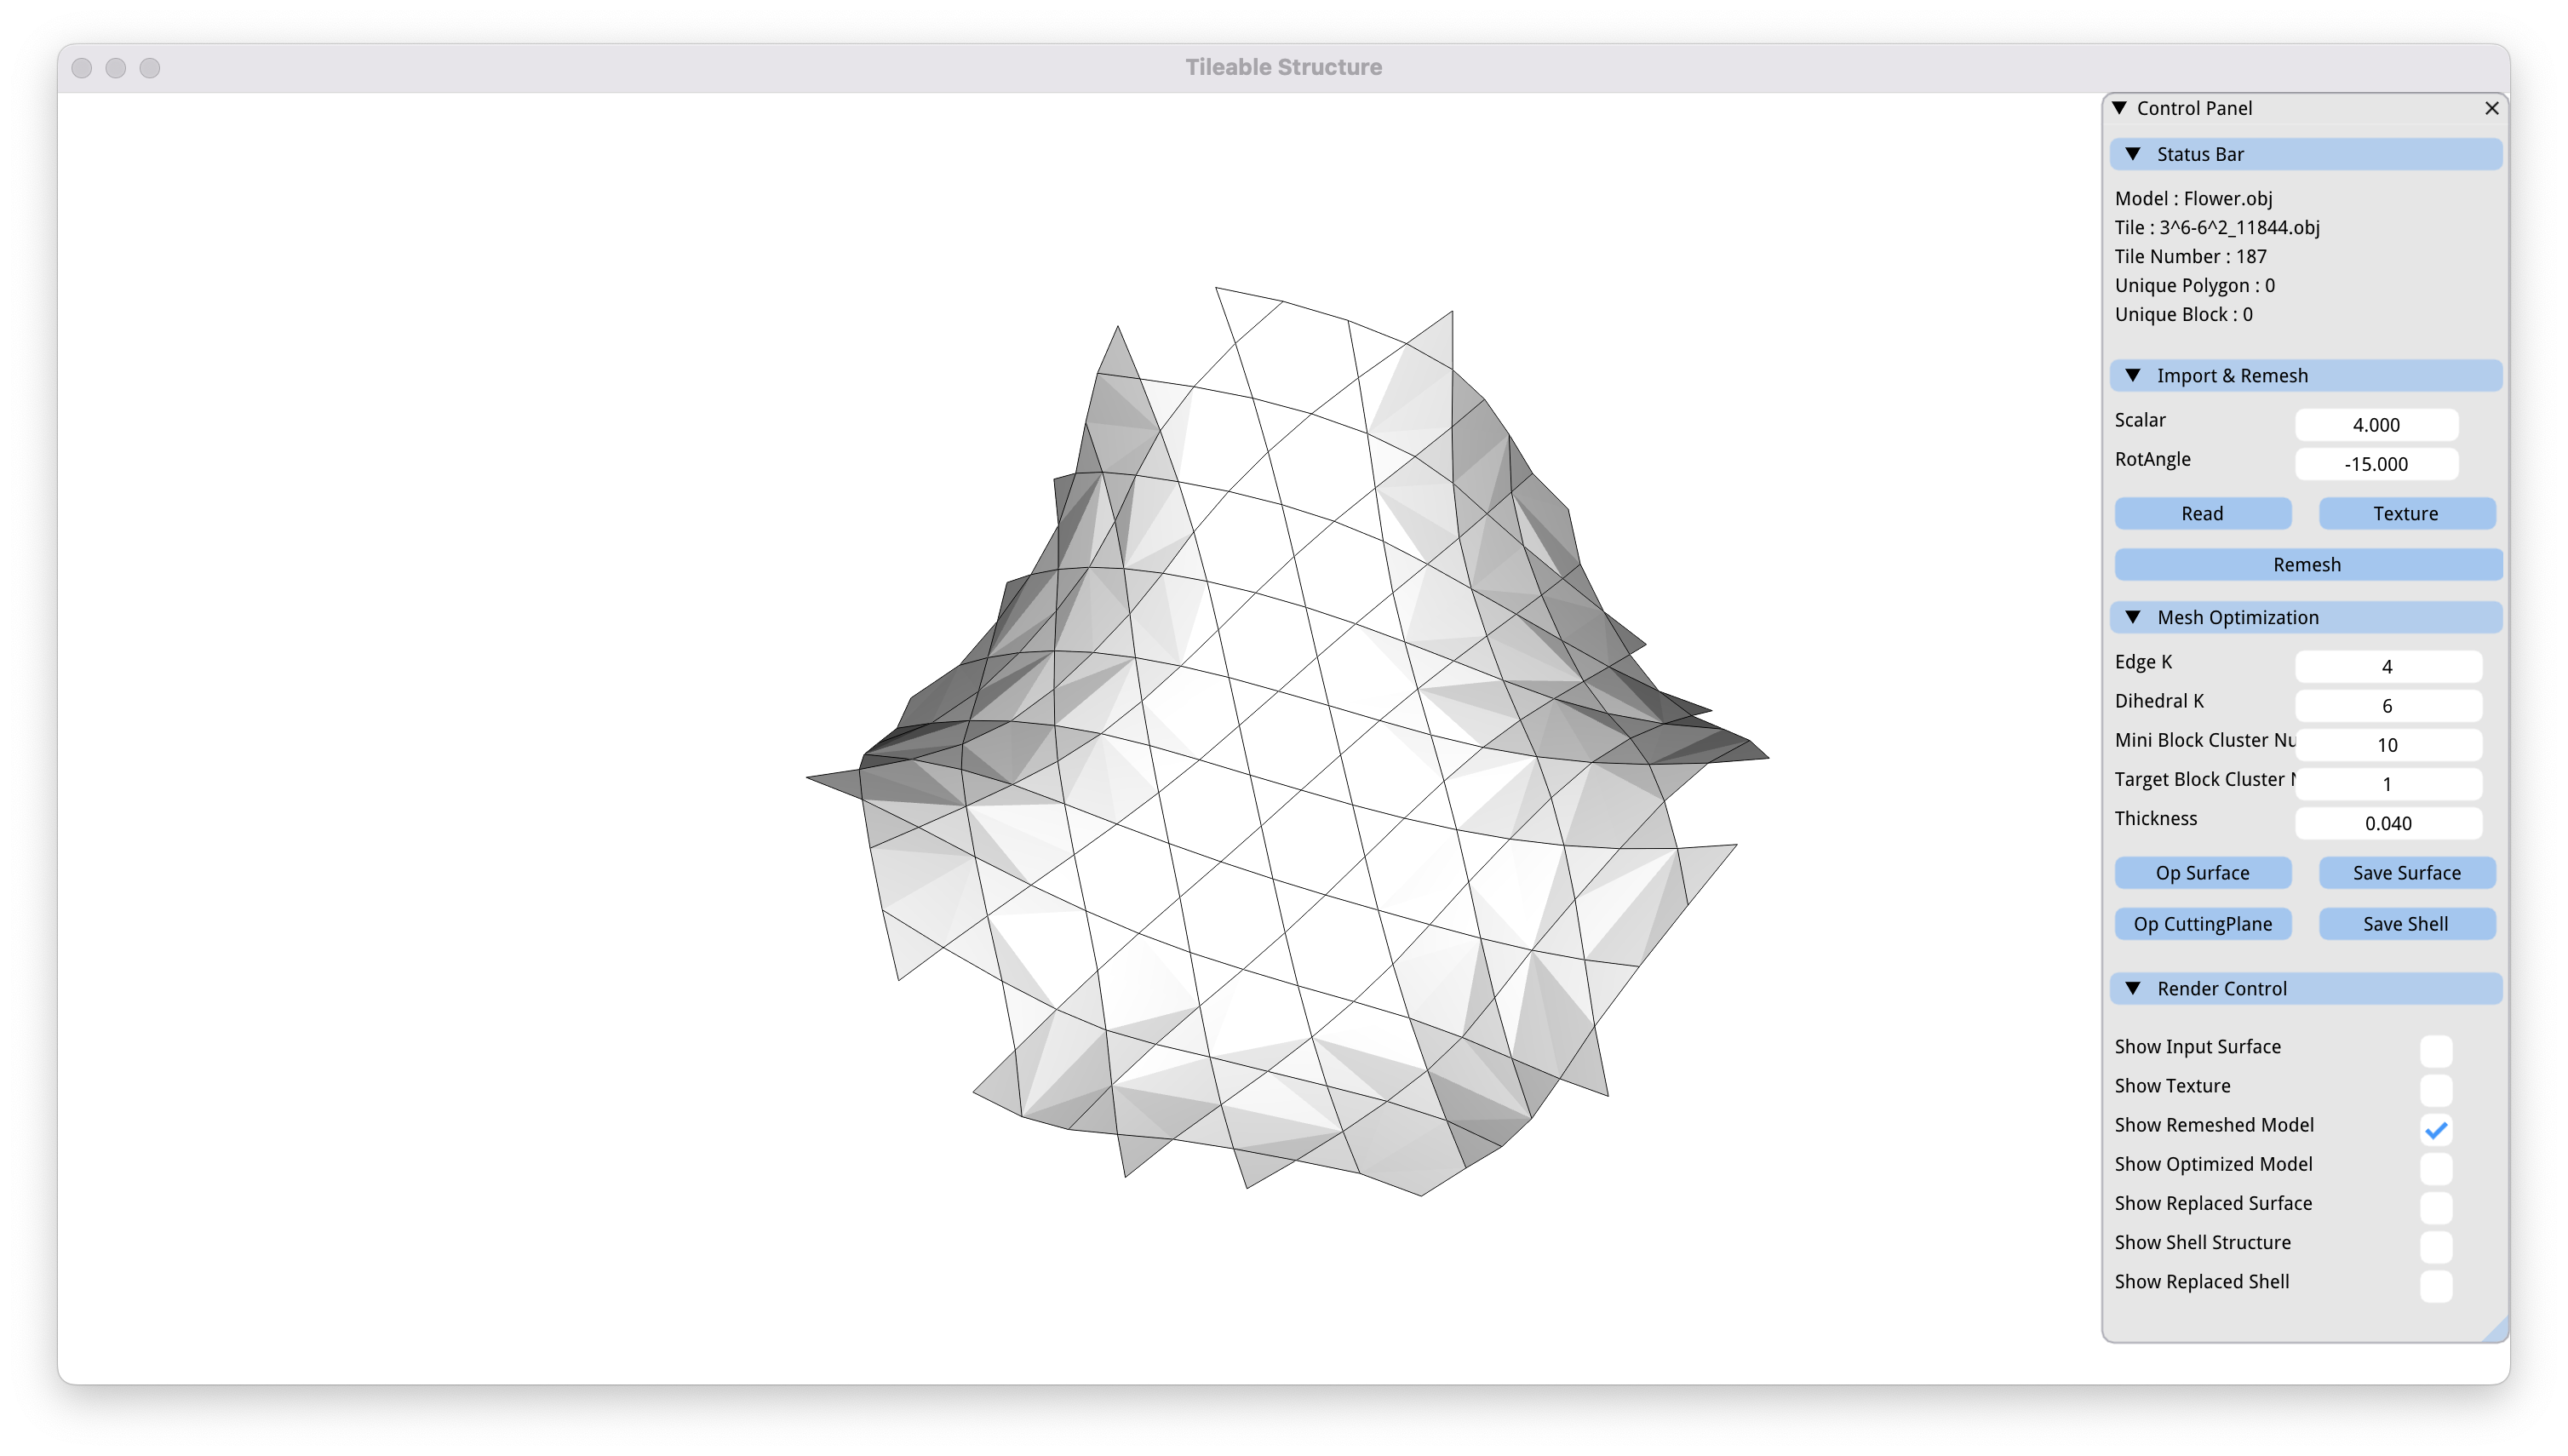 Tileable Structure
Control Panel
Status Bar
Model : Flower.obj
Tile : 3^6-6^2_11844.obj
Tile Number : 187
Unique Polygon : 0
Unique Block : 0
Import & Remesh
Scalar 4.000
RotAngle -15.000
Read Texture
Remesh
Mesh Optimization
Edge K 4
Dihedral K 6
Mini Block Cluster Nu 10
Target Block Cluster N 1
Thickness 0.040
Op Surface Save Surface
Op CuttingPlane Save Shell
Render Control
Show Input Surface
Show Texture
Show Remeshed Model
Show Optimized Model
Show Replaced Surface
Show Shell Structure
Show Replaced Shell